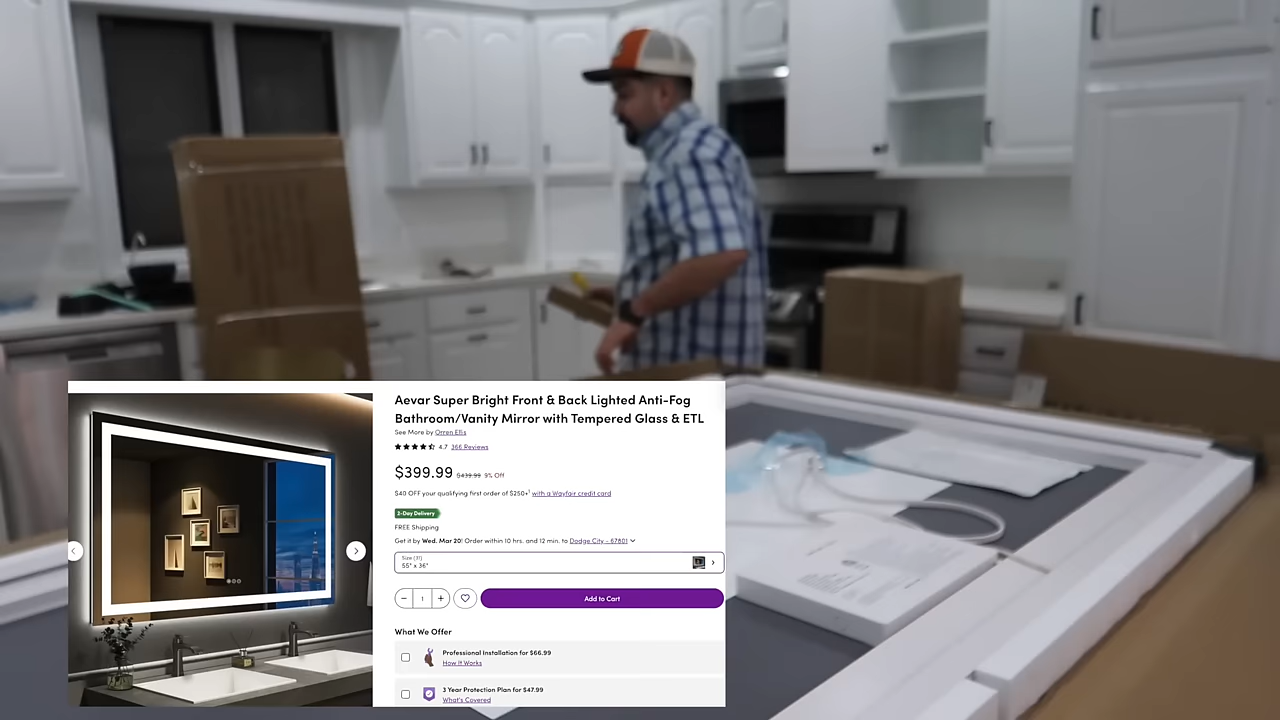 Aevar Super Bright Front & Back Lighted Anti-Fog
Bathroom/Vanity Mirror with Tempered Glass & ETL
See More by Orren Ellis
4.7 366 Reviews
$399.99 $439.99 9% Off
$40 OFF your qualifying first order of $250+¹ with a Wayfair credit card
2-Day Delivery
FREE Shipping
Get it by Wed. Mar 20! Order within 10 hrs. and 12 min. to Dodge City - 67801
Size (31)
55" x 36"
1
Add to Cart
What We Offer
Professional Installation for $66.99
How It Works
3 Year Protection Plan for $47.99
What's Covered